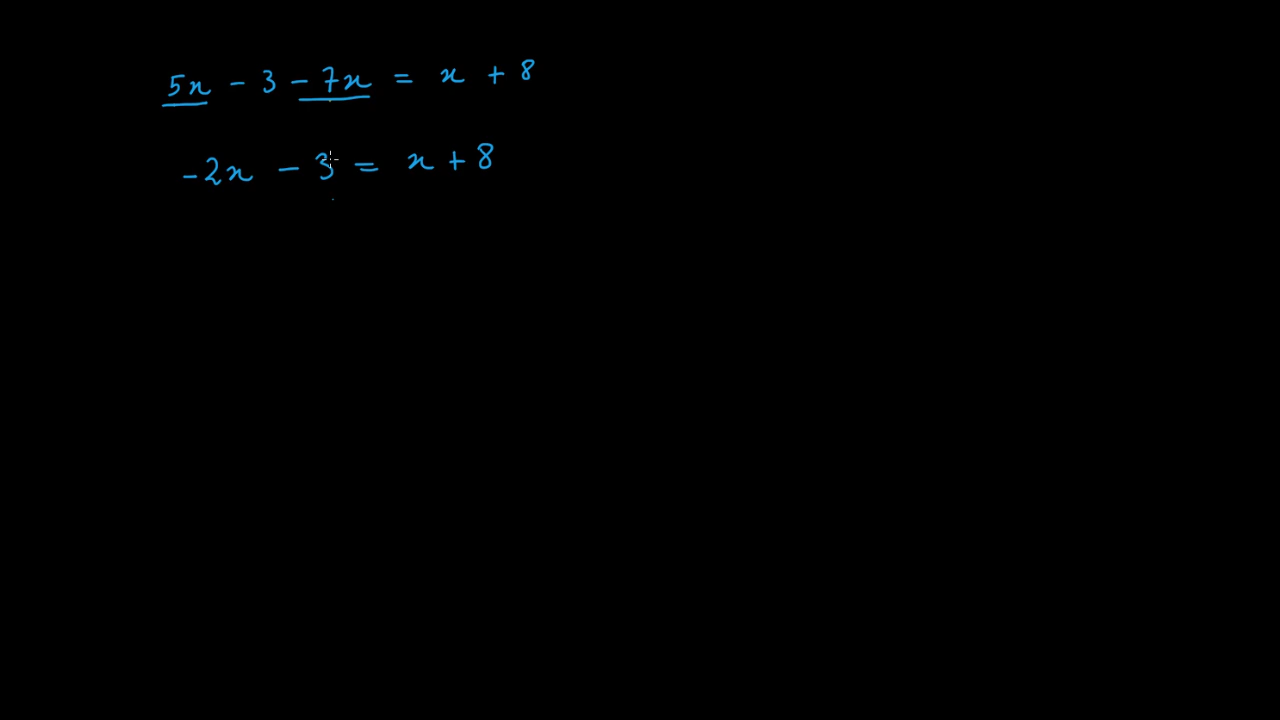 5x - 3 - 7x = x + 8
-2x - 3 = x + 8